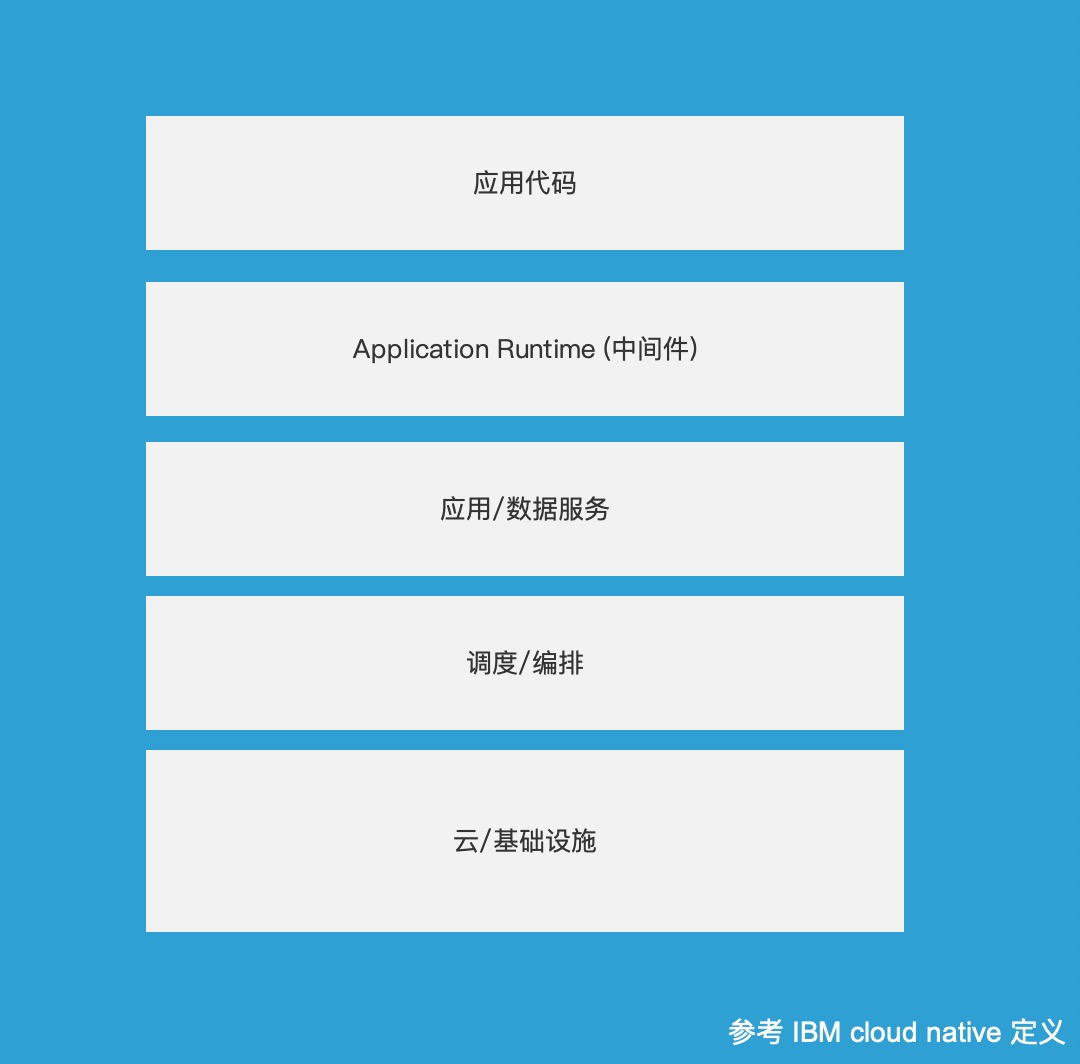 应用代码
Application Runtime (中间件)
应用/数据服务
调度/编排
云/基础设施
参考 IBM cloud native 定义